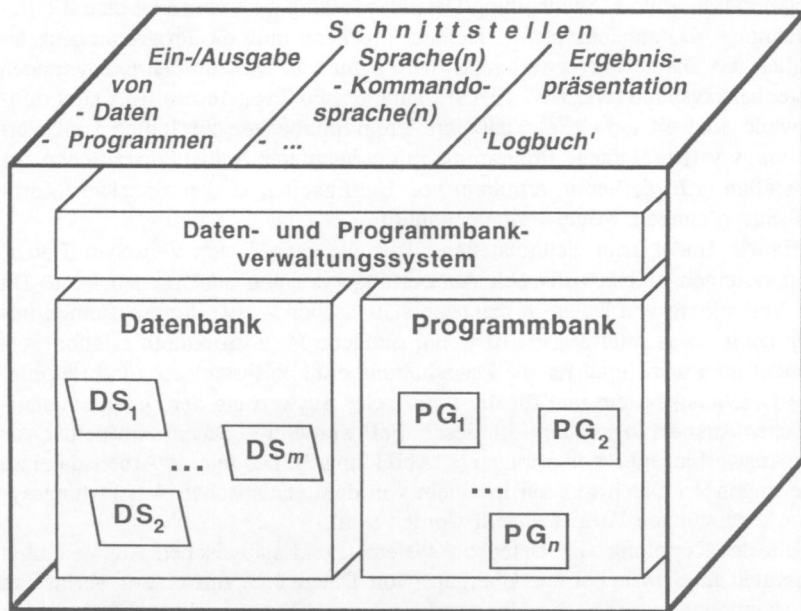 Schnittstellen
Ein-/Ausgabe
von
- Daten
- Programmen
- Sprache(n)
- Kommando-
sprache(n)
- ...
Ergebnis-
präsentation
'Logbuch'
Daten- und Programmbank-
verwaltungssystem
Datenbank
DS1
DSm
...
DS2
Programmbank
PG1
PG2
...
PGn